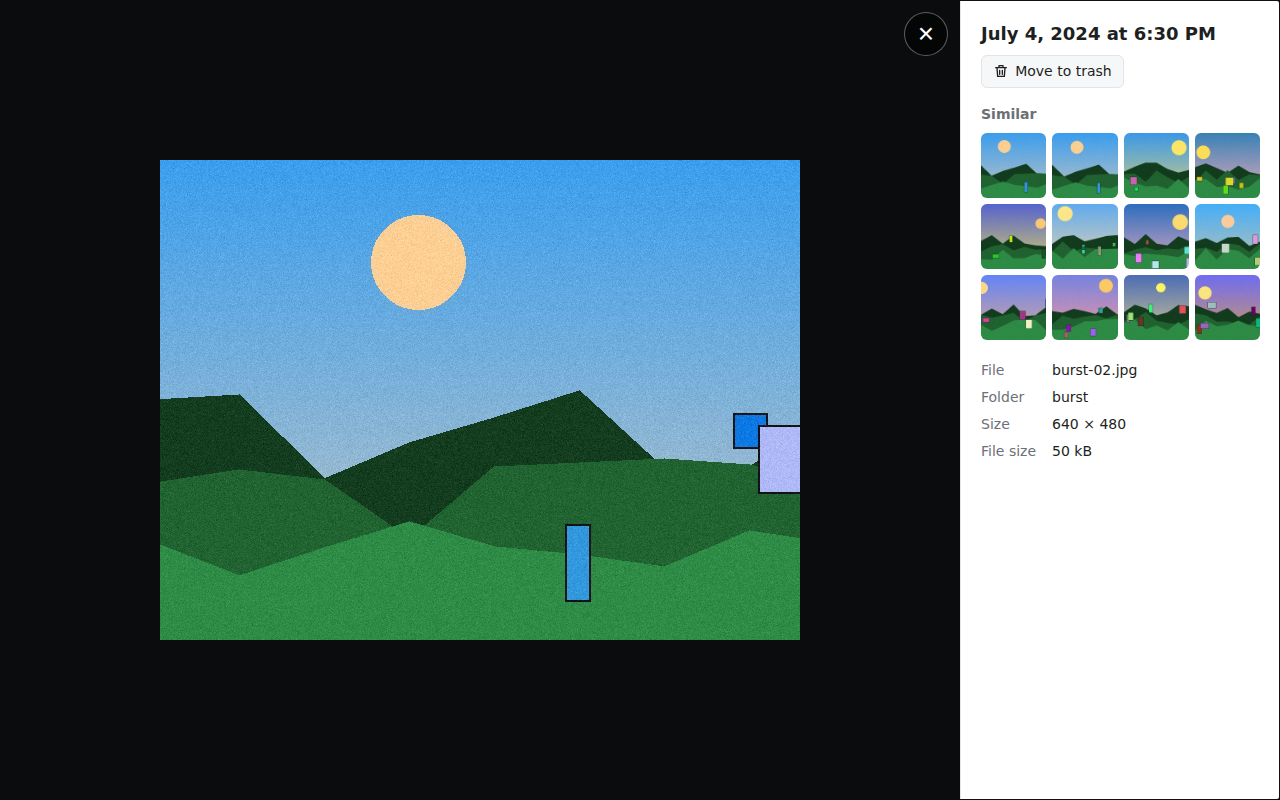 July 4, 2024 at 6:30 PM
Move to trash
Similar
File burst-02.jpg
Folder burst
Size 640 × 480
File size 50 kB